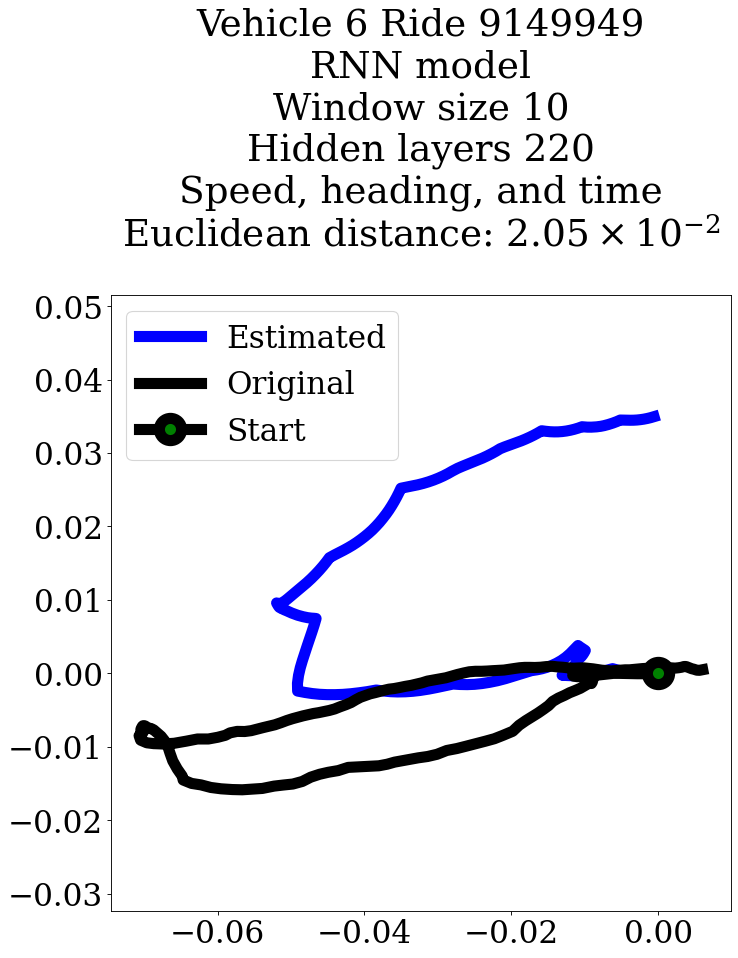 Vehicle 6 Ride 9149949
RNN model
Window size 10
Hidden layers 220
Speed, heading, and time
Euclidean distance: 2.05 × 10⁻²
Estimated
Original
Start
0.05
0.04
0.03
0.02
0.01
0.00
−0.01
−0.02
−0.03
−0.06 −0.04 −0.02 0.00